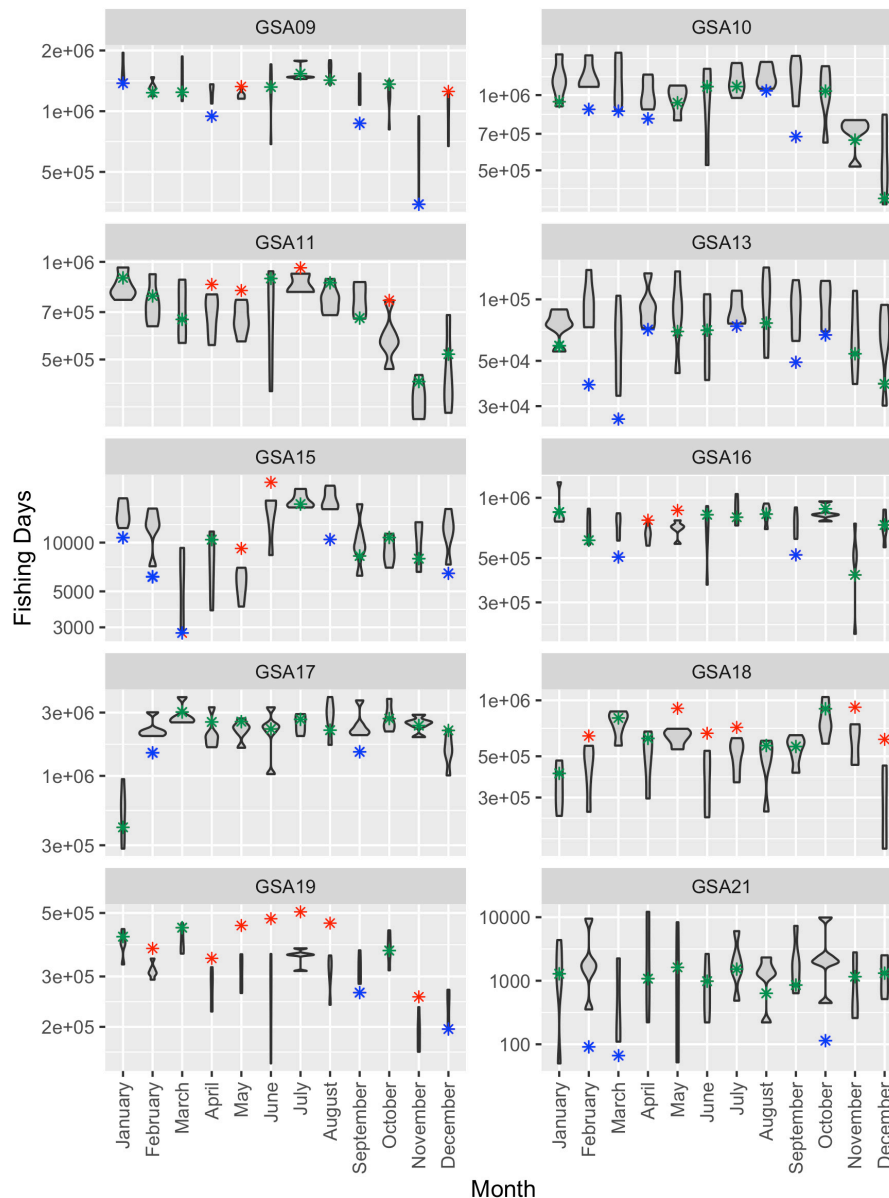 GSA09
GSA10
2e+06
1e+06
5e+05
1e+06
7e+05
5e+05
GSA11
GSA13
1e+06
7e+05
5e+05
1e+05
5e+04
3e+04
GSA15
GSA16
10000
5000
3000
1e+06
5e+05
3e+05
GSA17
GSA18
3e+06
1e+06
3e+05
1e+06
5e+05
3e+05
GSA19
GSA21
5e+05
3e+05
2e+05
10000
1000
100
Fishing Days
January
February
March
April
May
June
July
August
September
October
November
December
January
February
March
April
May
June
July
August
September
October
November
December
Month